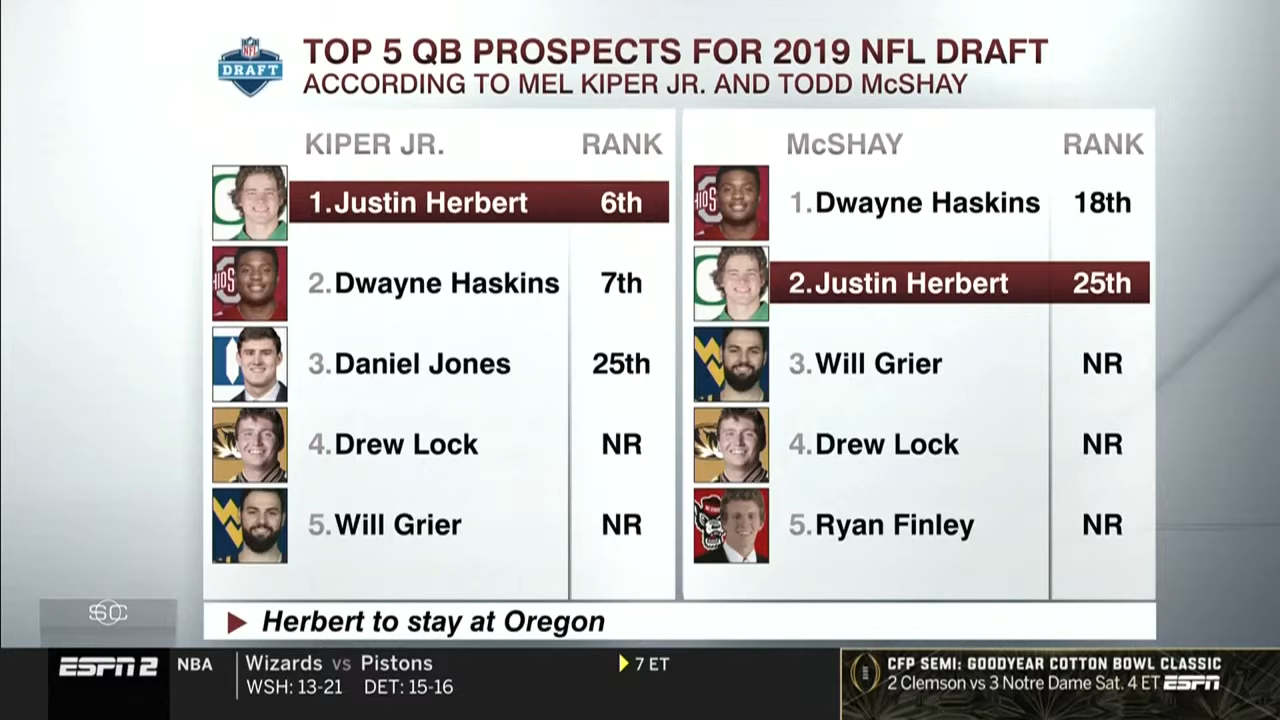 NFL
DRAFT
TOP 5 QB PROSPECTS FOR 2019 NFL DRAFT
ACCORDING TO MEL KIPER JR. AND TODD McSHAY
KIPER JR. RANK
1. Justin Herbert 6th
2. Dwayne Haskins 7th
3. Daniel Jones 25th
4. Drew Lock NR
5. Will Grier NR
McSHAY RANK
1. Dwayne Haskins 18th
2. Justin Herbert 25th
3. Will Grier NR
4. Drew Lock NR
5. Ryan Finley NR
Herbert to stay at Oregon
SC
ESPN2 NBA Wizards vs Pistons 7 ET
WSH: 13-21 DET: 15-16
CFP SEMI: GOODYEAR COTTON BOWL CLASSIC
2 Clemson vs 3 Notre Dame Sat. 4 ET ESPN